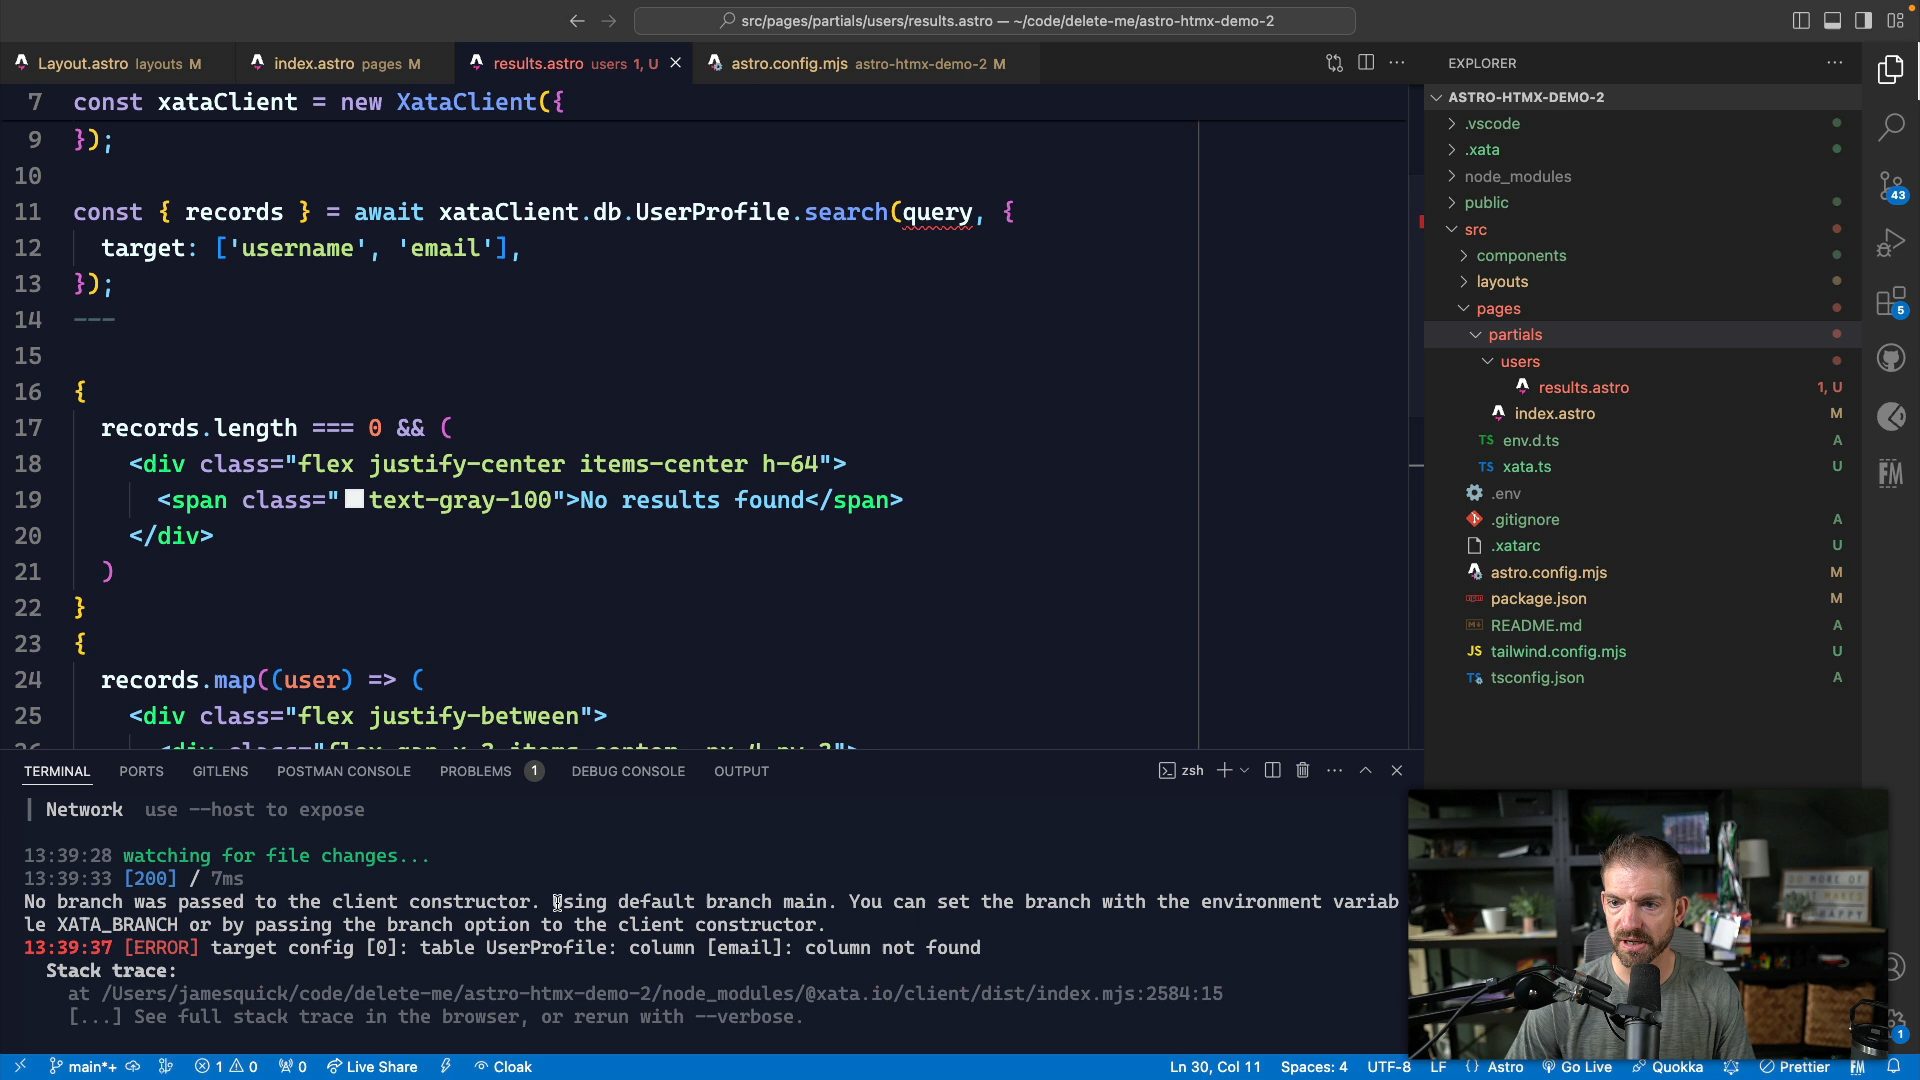 src/pages/partials/users/results.astro — ~/code/delete-me/astro-htmx-demo-2
Layout.astro layouts M
index.astro pages M
results.astro users 1, U
astro.config.mjs astro-htmx-demo-2 M
7 const xataClient = new XataClient({
9 });
10
11 const { records } = await xataClient.db.UserProfile.search(query, {
12 target: ['username', 'email'],
13 });
14 ---
15
16 {
17 records.length === 0 && (
18 <div class="flex justify-center items-center h-64">
19 <span class="text-gray-100">No results found</span>
20 </div>
21 )
22 }
23 {
24 records.map((user) => (
25 <div class="flex justify-between">
TERMINAL PORTS GITLENS POSTMAN CONSOLE PROBLEMS 1 DEBUG CONSOLE OUTPUT
zsh
Network use --host to expose
13:39:28 watching for file changes...
13:39:33 [200] / 7ms
No branch was passed to the client constructor. Using default branch main. You can set the branch with the environment variab
le XATA_BRANCH or by passing the branch option to the client constructor.
13:39:37 [ERROR] target config [0]: table UserProfile: column [email]: column not found
Stack trace:
at /Users/jamesquick/code/delete-me/astro-htmx-demo-2/node_modules/@xata.io/client/dist/index.mjs:2584:15
[...] See full stack trace in the browser, or rerun with --verbose.
EXPLORER
ASTRO-HTMX-DEMO-2
.vscode
.xata
node_modules
public
src
components
layouts
pages
partials
users
results.astro 1, U
index.astro M
TS env.d.ts A
TS xata.ts U
.env
.gitignore A
.xatarc U
astro.config.mjs M
package.json M
README.md A
JS tailwind.config.mjs U
TS tsconfig.json A
43
5
FM
1
main*+ 1 0 0 Live Share Cloak
Ln 30, Col 11 Spaces: 4 UTF-8 LF {} Astro Go Live Quokka Prettier FM